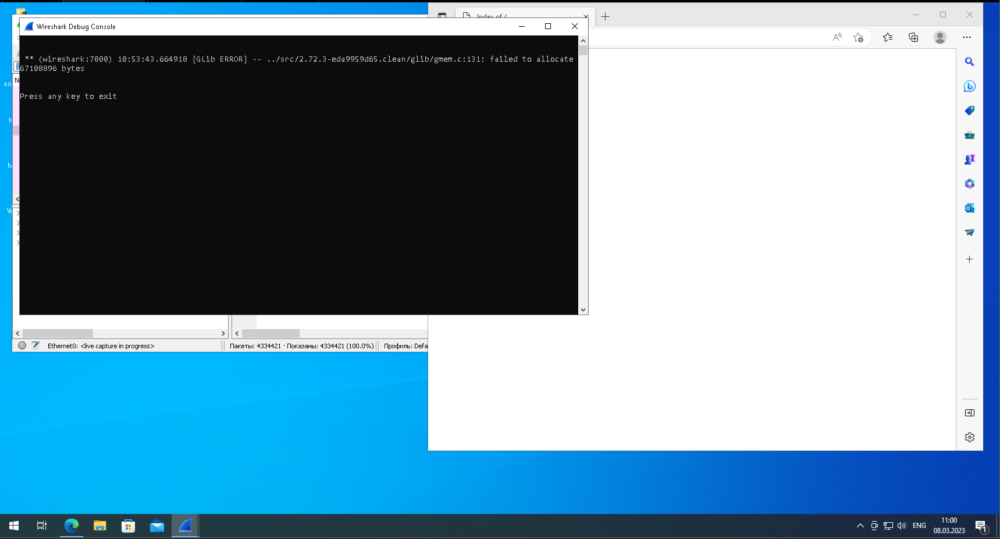 Index of /
Wireshark Debug Console
** (wireshark:7000) 10:53:43.664918 [GLib ERROR] -- ../src/2.72.3-eda9959d65.clean/glib/gmem.c:131: failed to allocate
67108896 bytes
Press any key to exit
Ethernet0: <live capture in progress>
Пакеты: 4334421 · Показаны: 4334421 (100.0%)
Профиль: Defa
ENG
11:00
08.03.2023
1